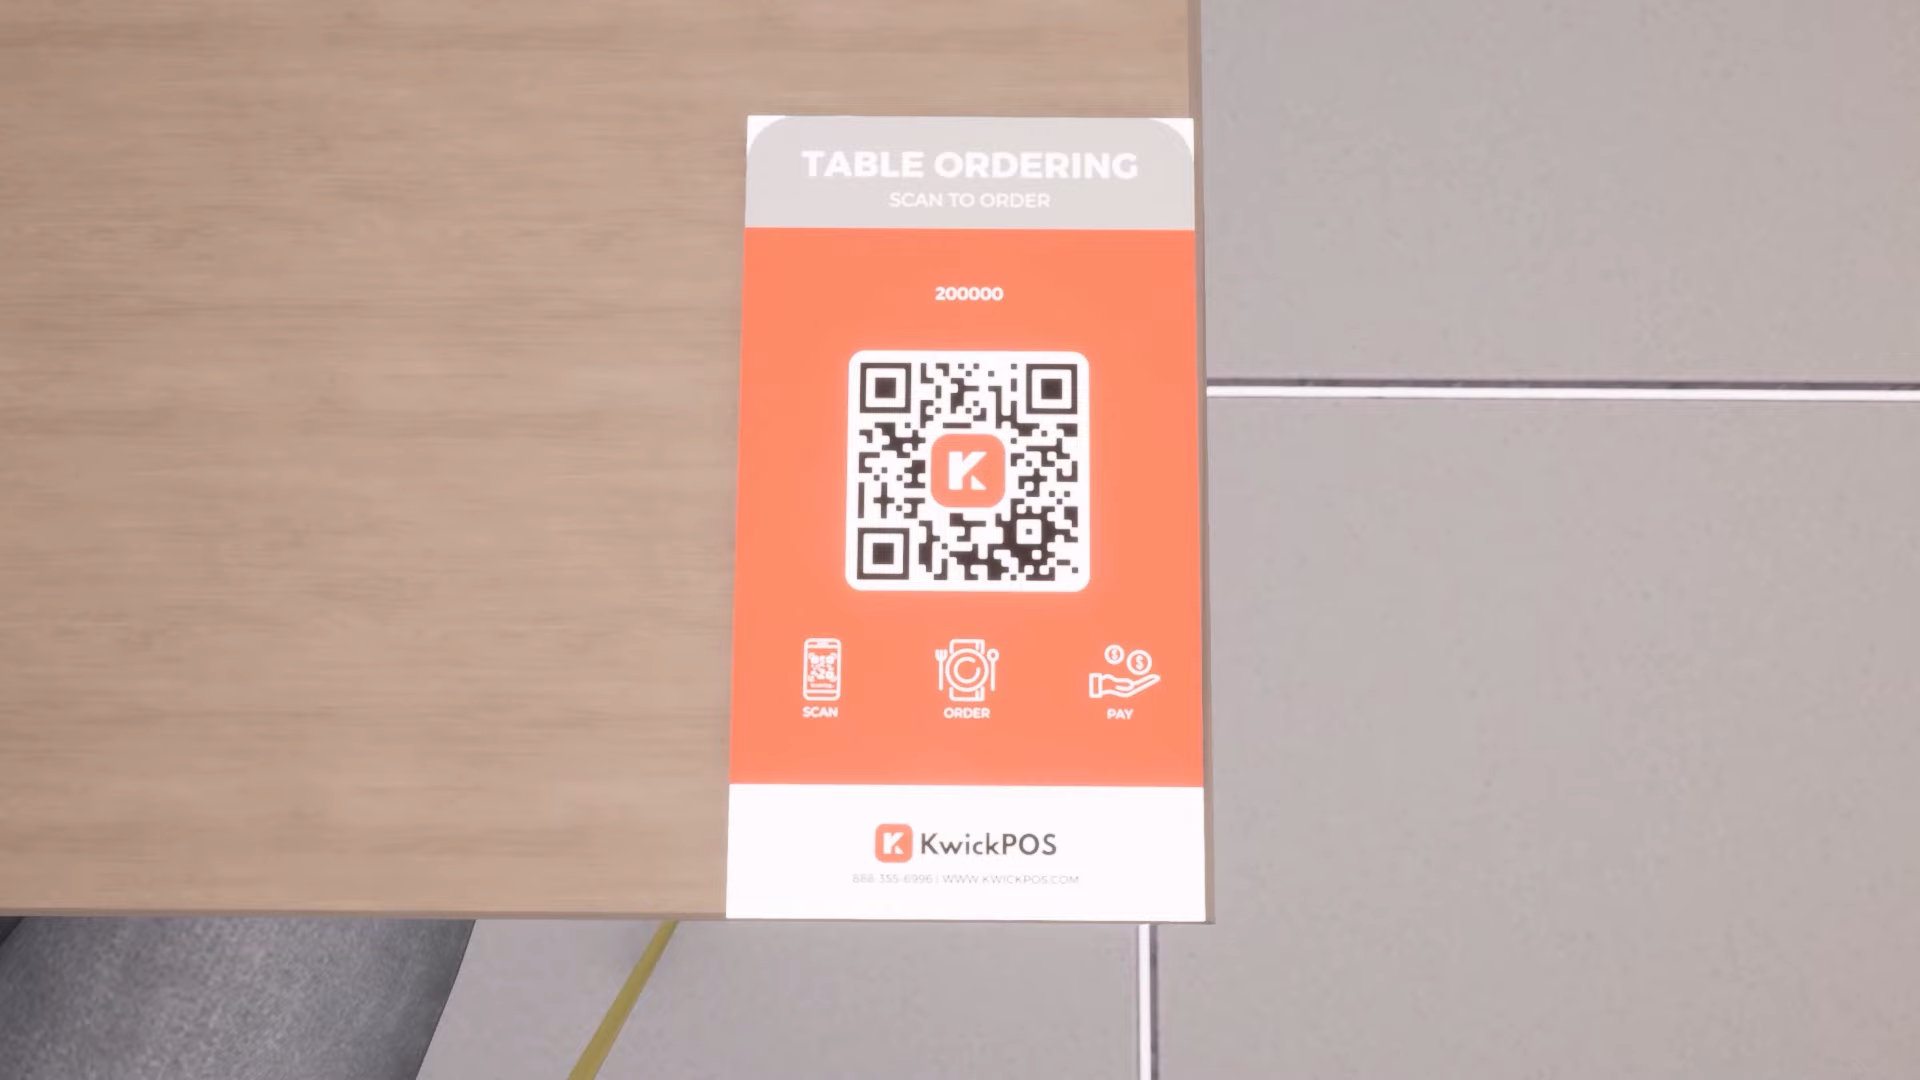 TABLE ORDERING
SCAN TO ORDER
200000
K
SCAN
ORDER
PAY
K KwickPOS
888-355-6996 | WWW.KWICKPOS.COM